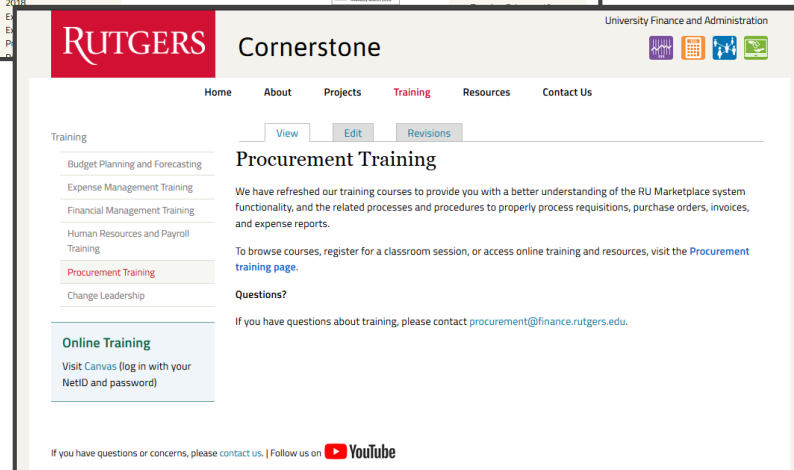 2018
University Finance and Administration
RUTGERS
Cornerstone
Home About Projects Training Resources Contact Us
Training
View Edit Revisions
Budget Planning and Forecasting
Expense Management Training
Financial Management Training
Human Resources and Payroll
Training
Procurement Training
Change Leadership
Procurement Training
We have refreshed our training courses to provide you with a better understanding of the RU Marketplace system
functionality, and the related processes and procedures to properly process requisitions, purchase orders, invoices,
and expense reports.
To browse courses, register for a classroom session, or access online training and resources, visit the Procurement
training page.
Questions?
If you have questions about training, please contact procurement@finance.rutgers.edu.
Online Training
Visit Canvas (log in with your
NetID and password)
If you have questions or concerns, please contact us. | Follow us on YouTube